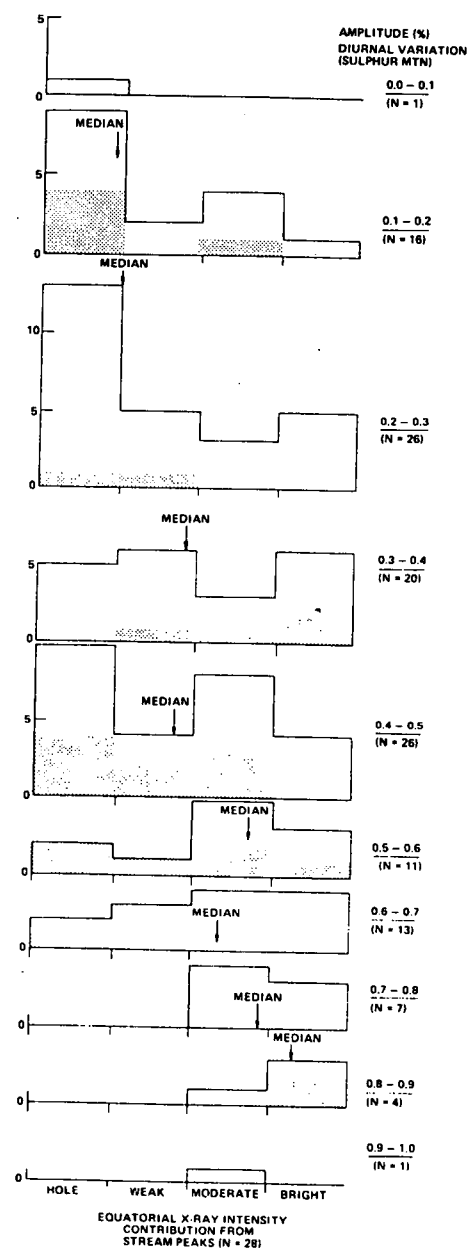 AMPLITUDE (%)
DIURNAL VARIATION
(SULPHUR MTN)
5
0
0.0 – 0.1
(N = 1)
MEDIAN
5
0
0.1 – 0.2
(N = 16)
MEDIAN
10
5
0
0.2 – 0.3
(N = 26)
MEDIAN
5
0
0.3 – 0.4
(N = 20)
MEDIAN
5
0
0.4 – 0.5
(N = 26)
MEDIAN
0
0.5 – 0.6
(N = 11)
MEDIAN
0
0.6 – 0.7
(N = 13)
MEDIAN
0
0.7 – 0.8
(N = 7)
MEDIAN
0
0.8 – 0.9
(N = 4)
0
0.9 – 1.0
(N = 1)
HOLE WEAK MODERATE BRIGHT
EQUATORIAL X-RAY INTENSITY
CONTRIBUTION FROM
STREAM PEAKS (N = 28)